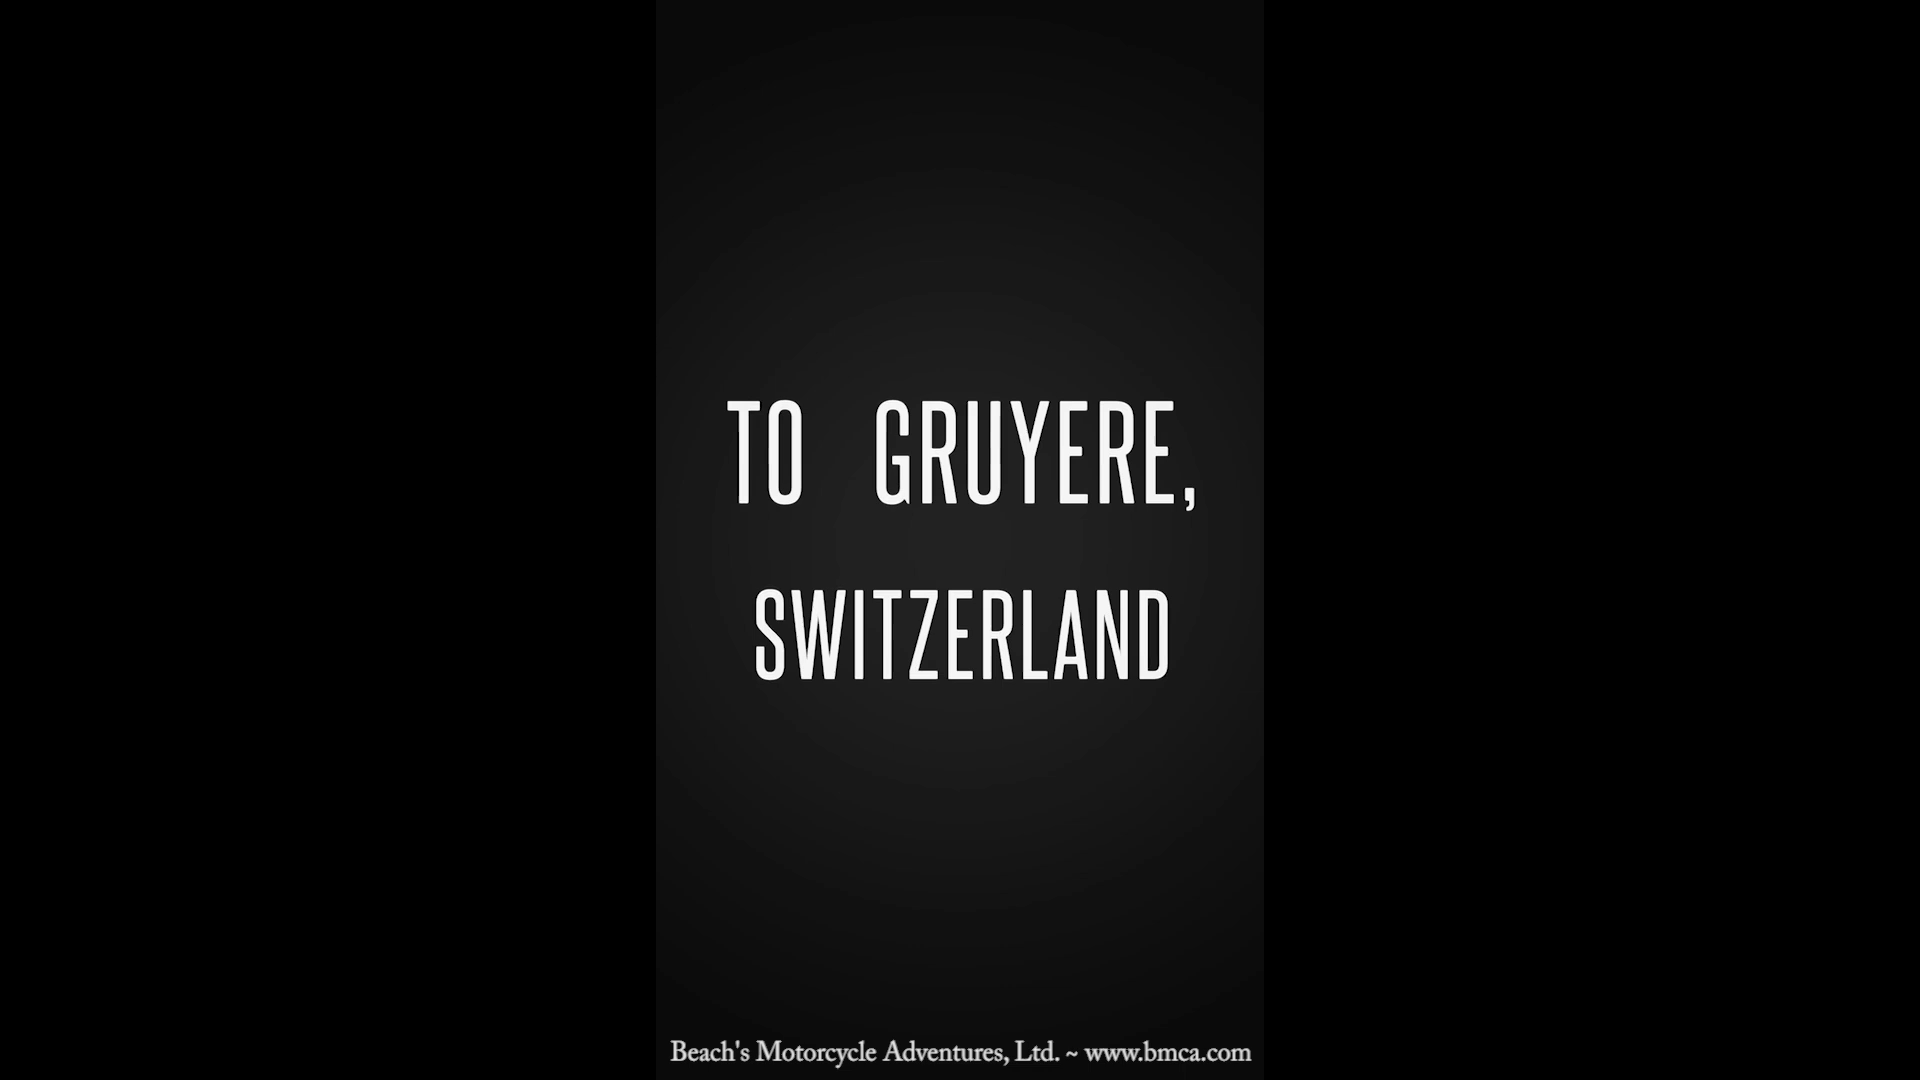 TO GRUYERE,
SWITZERLAND
Beach's Motorcycle Adventures, Ltd. ~ www.bmca.com